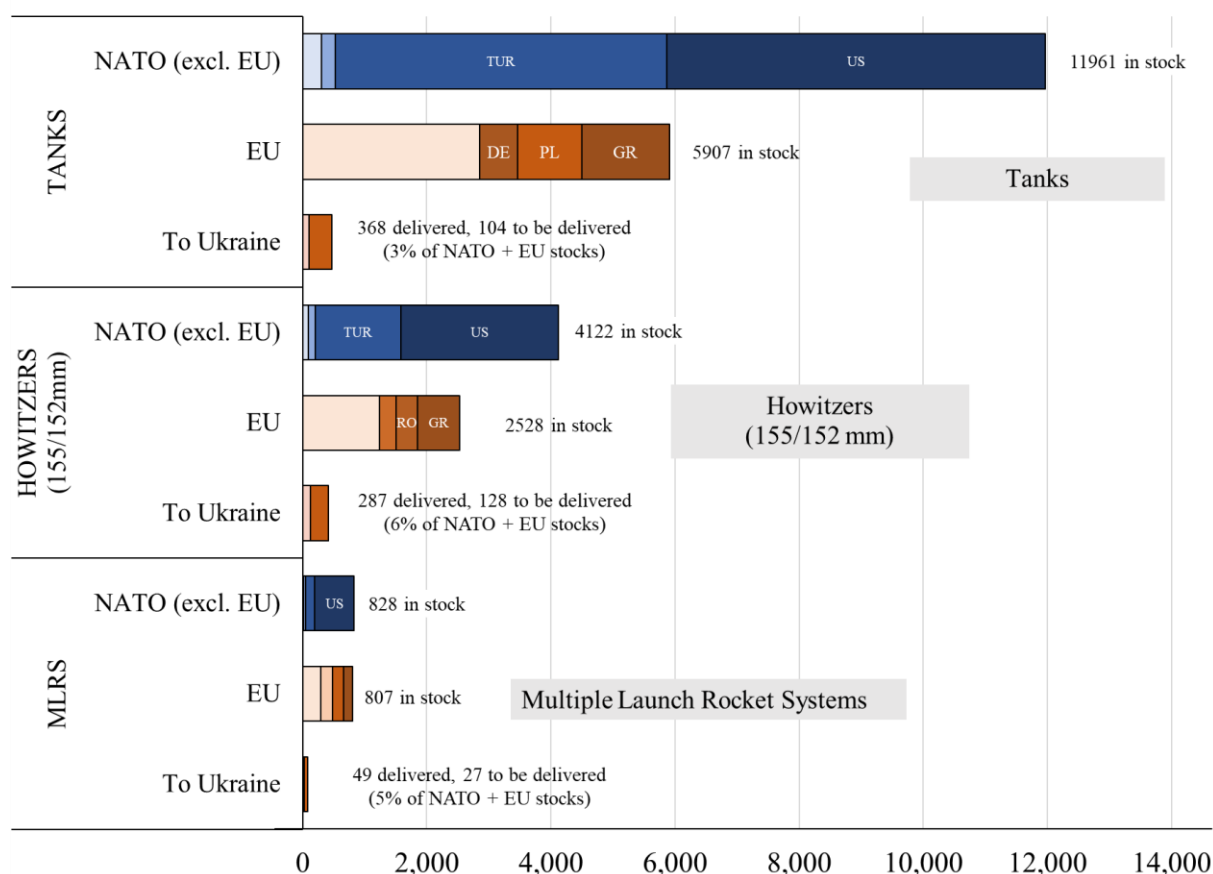 TANKS
NATO (excl. EU)
TUR
US
11961 in stock
EU
DE
PL
GR
5907 in stock
Tanks
To Ukraine
368 delivered, 104 to be delivered
(3% of NATO + EU stocks)
HOWITZERS
(155/152mm)
NATO (excl. EU)
TUR
US
4122 in stock
EU
RO
GR
2528 in stock
Howitzers
(155/152 mm)
To Ukraine
287 delivered, 128 to be delivered
(6% of NATO + EU stocks)
MLRS
NATO (excl. EU)
US
828 in stock
EU
807 in stock
Multiple Launch Rocket Systems
To Ukraine
49 delivered, 27 to be delivered
(5% of NATO + EU stocks)
0 2,000 4,000 6,000 8,000 10,000 12,000 14,000